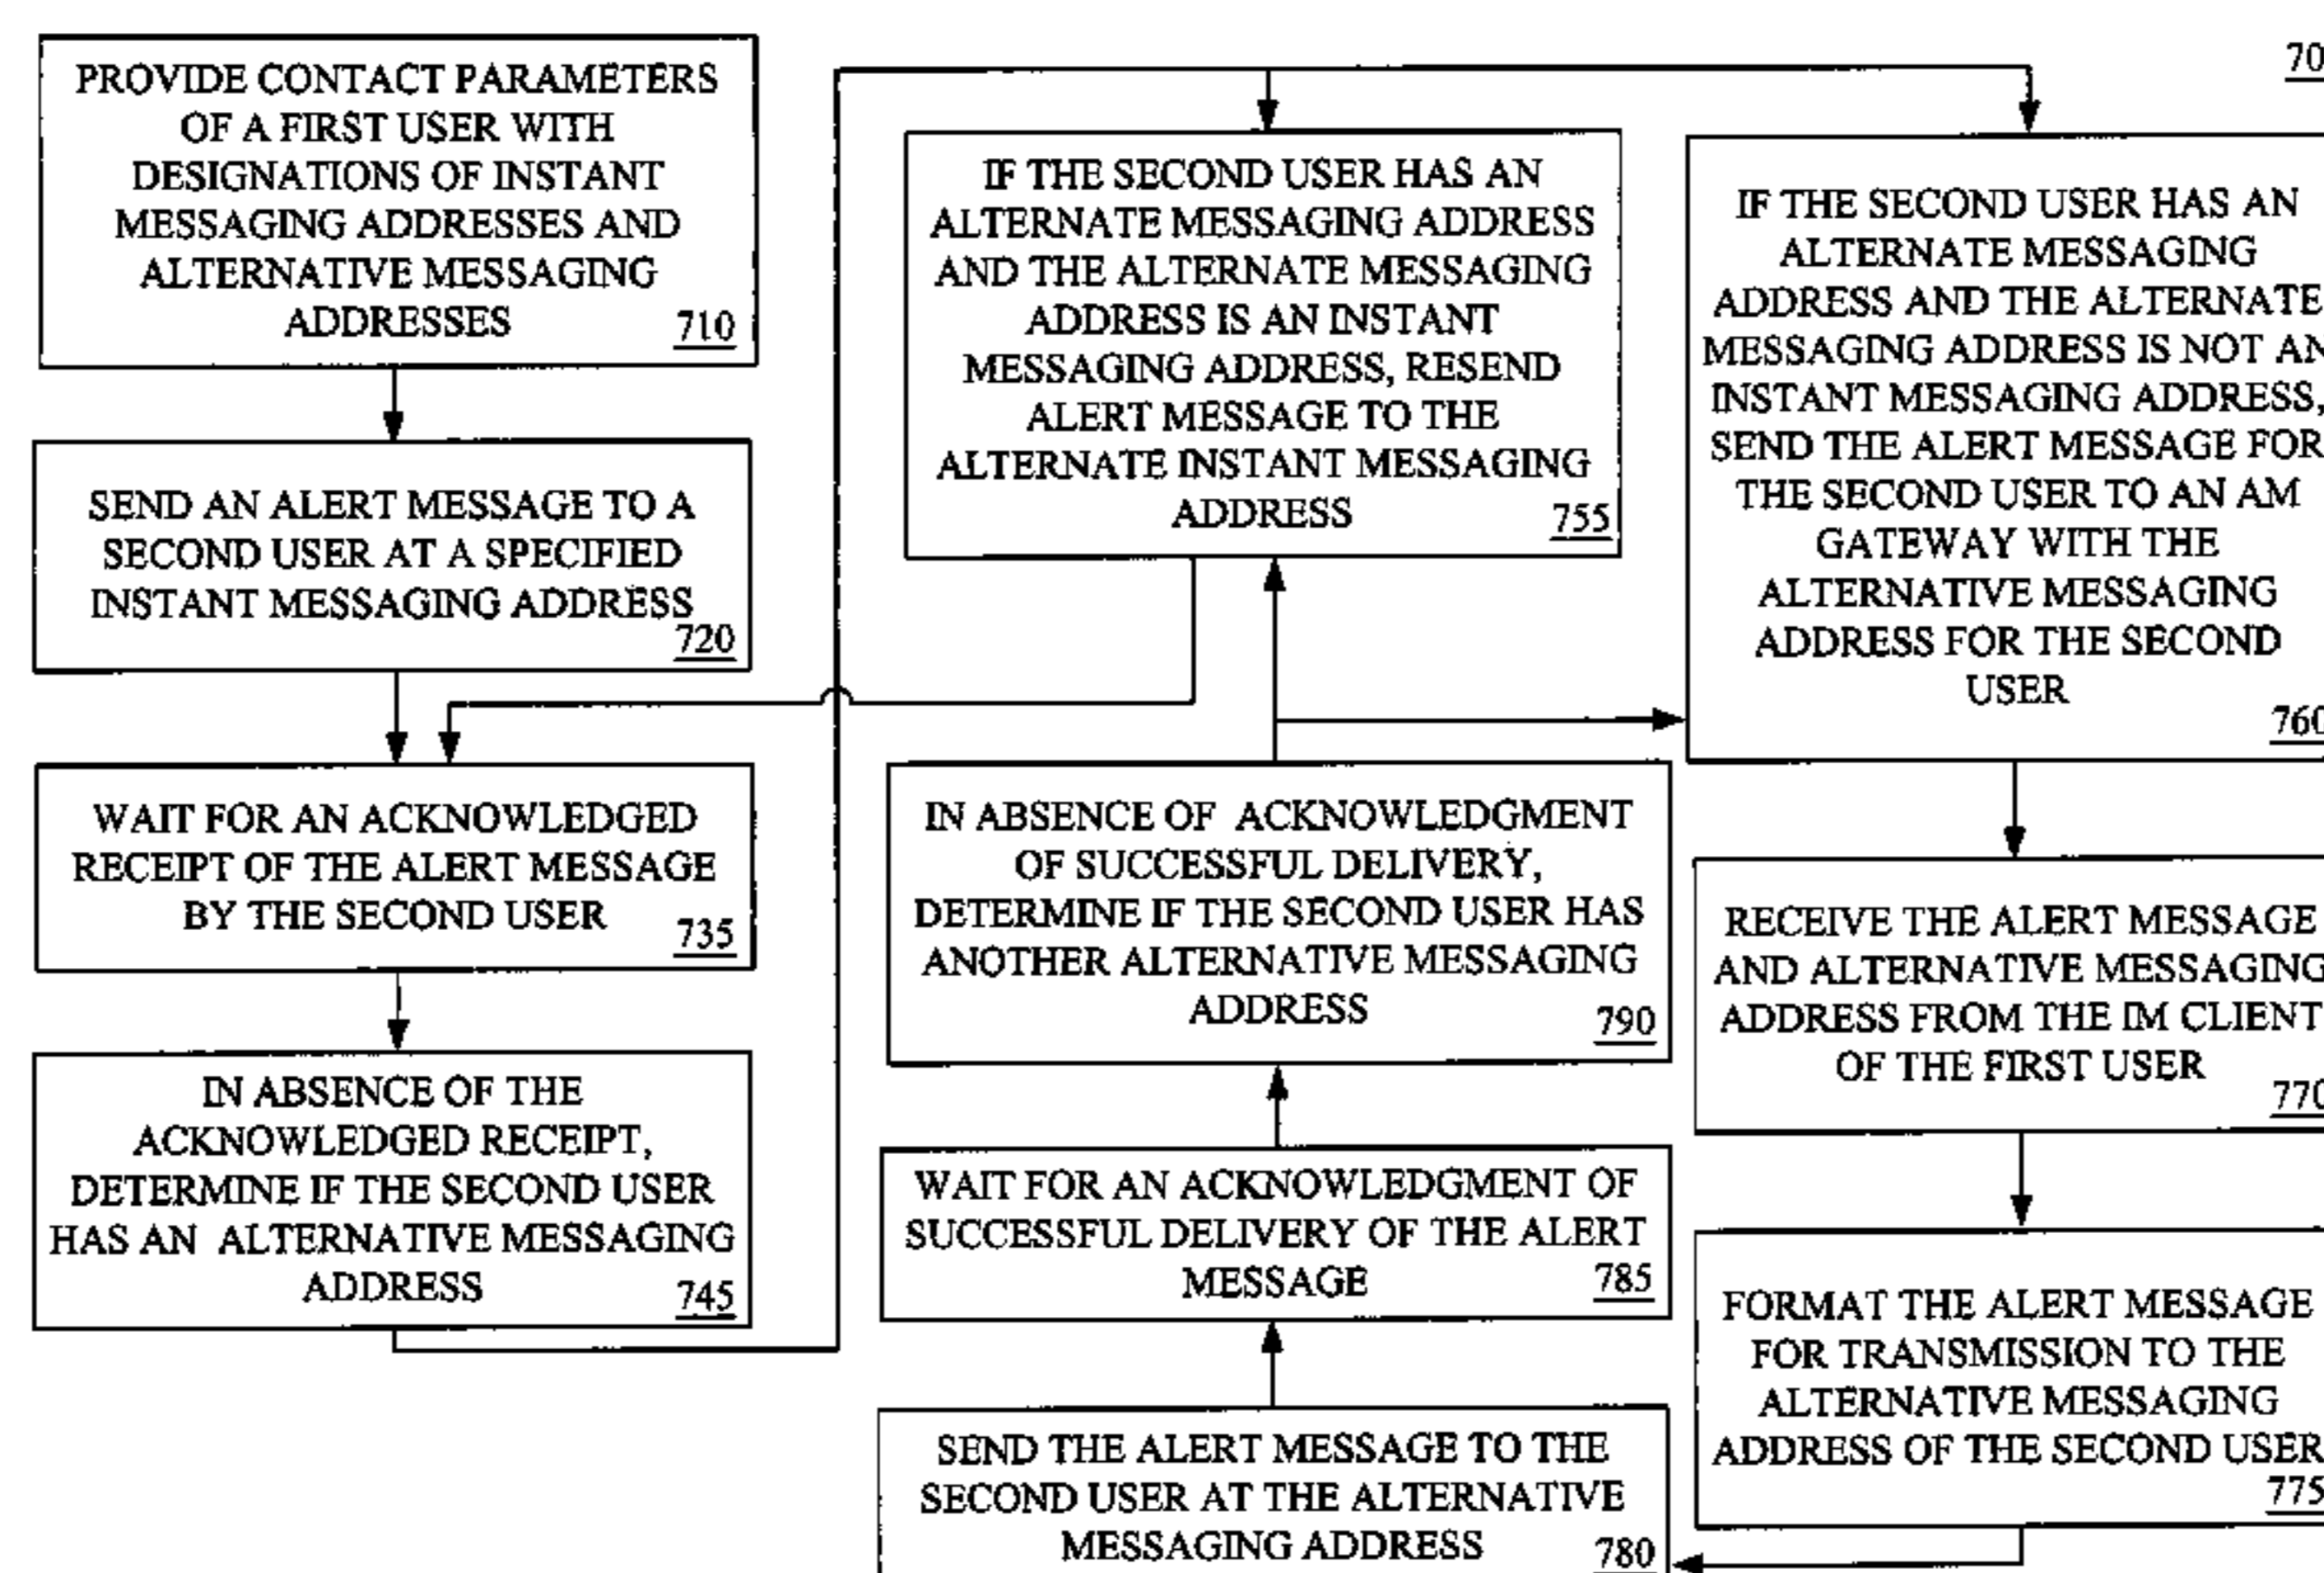 PROVIDE CONTACT PARAMETERS
OF A FIRST USER WITH
DESIGNATIONS OF INSTANT
MESSAGING ADDRESSES AND
ALTERNATIVE MESSAGING
ADDRESSES
710
SEND AN ALERT MESSAGE TO A
SECOND USER AT A SPECIFIED
INSTANT MESSAGING ADDRESS
720
WAIT FOR AN ACKNOWLEDGED
RECEIPT OF THE ALERT MESSAGE
BY THE SECOND USER
735
IN ABSENCE OF THE
ACKNOWLEDGED RECEIPT,
DETERMINE IF THE SECOND USER
HAS AN ALTERNATIVE MESSAGING
ADDRESS
745
IF THE SECOND USER HAS AN
ALTERNATE MESSAGING ADDRESS
AND THE ALTERNATE MESSAGING
ADDRESS IS AN INSTANT
MESSAGING ADDRESS, RESEND
ALERT MESSAGE TO THE
ALTERNATE INSTANT MESSAGING
ADDRESS
755
IN ABSENCE OF ACKNOWLEDGMENT
OF SUCCESSFUL DELIVERY,
DETERMINE IF THE SECOND USER HAS
ANOTHER ALTERNATIVE MESSAGING
ADDRESS
790
WAIT FOR AN ACKNOWLEDGMENT OF
SUCCESSFUL DELIVERY OF THE ALERT
MESSAGE
785
SEND THE ALERT MESSAGE TO THE
SECOND USER AT THE ALTERNATIVE
MESSAGING ADDRESS
780
70
IF THE SECOND USER HAS AN
ALTERNATE MESSAGING
ADDRESS AND THE ALTERNATE
MESSAGING ADDRESS IS NOT AN
INSTANT MESSAGING ADDRESS,
SEND THE ALERT MESSAGE FOR
THE SECOND USER TO AN AM
GATEWAY WITH THE
ALTERNATIVE MESSAGING
ADDRESS FOR THE SECOND
USER
760
RECEIVE THE ALERT MESSAGE
AND ALTERNATIVE MESSAGING
ADDRESS FROM THE IM CLIENT
OF THE FIRST USER
770
FORMAT THE ALERT MESSAGE
FOR TRANSMISSION TO THE
ALTERNATIVE MESSAGING
ADDRESS OF THE SECOND USER
775